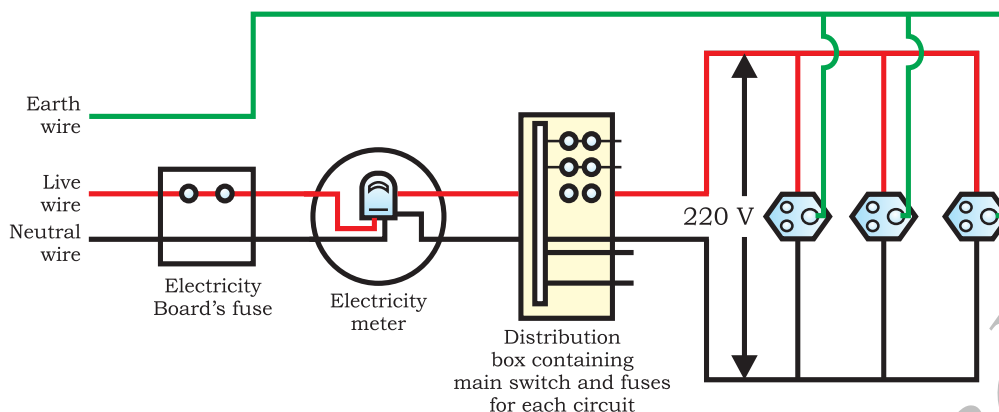 Earth
wire
Live
wire
Neutral
wire
Electricity
Board's fuse
Electricity
meter
Distribution
box containing
main switch and fuses
for each circuit
220 V